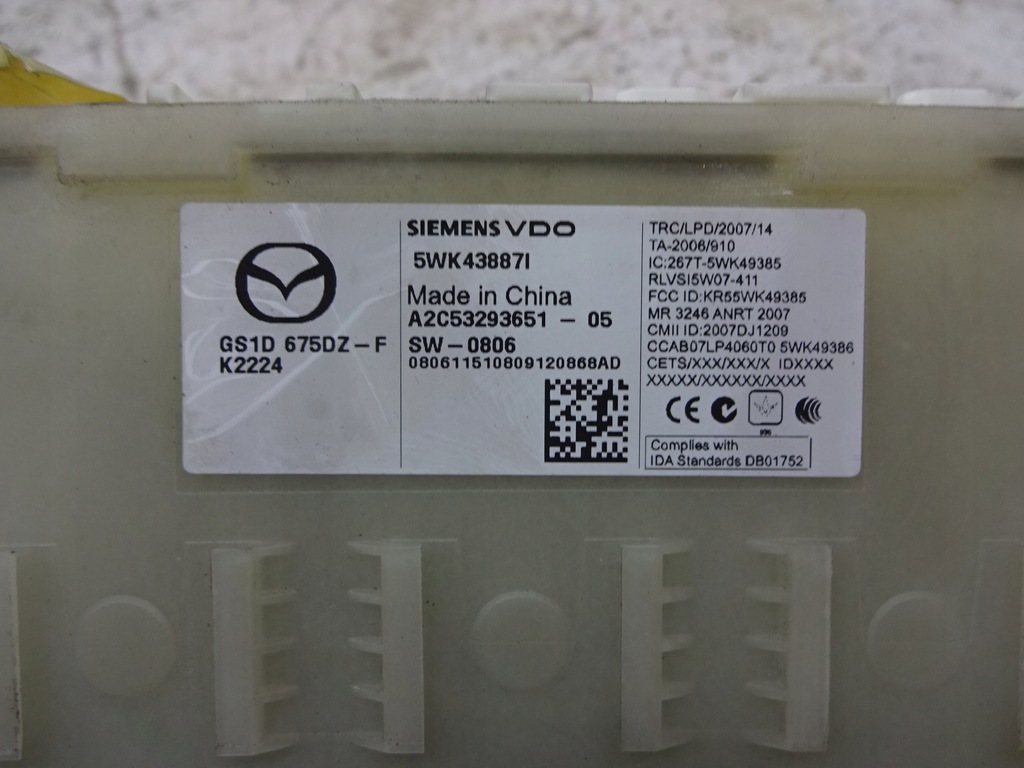 GS1D 675DZ-F
K2224
SIEMENS VDO
5WK43887I
Made in China
A2C53293651 - 05
SW-0806
080611510809120868AD
TRC/LPD/2007/14
TA-2006/910
IC:267T-5WK49385
RLVSI5W07-411
FCC ID:KR55WK49385
MR 3246 ANRT 2007
CMII ID:2007DJ1209
CCAB07LP4060T0 5WK49386
CETS/XXX/XXX/X IDXXXX
XXXXX/XXXXXX/XXXX
CE
Complies with
IDA Standards DB01752